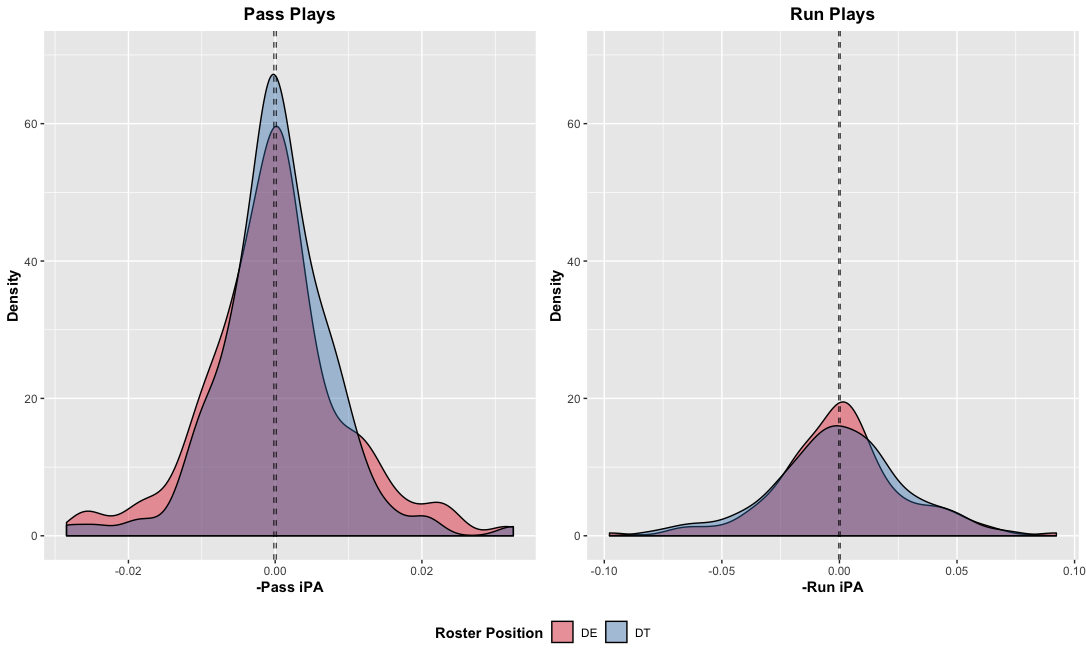 Pass Plays
Run Plays
Density
60
40
20
0
-0.02
0.00
0.02
-Pass iPA
Density
60
40
20
0
-0.10
-0.05
0.00
0.05
0.10
-Run iPA
Roster Position DE DT